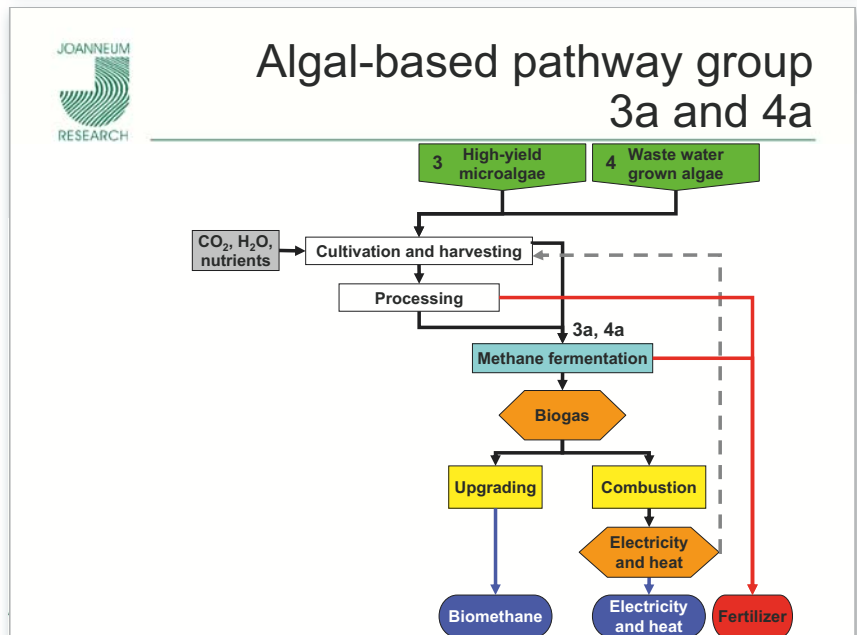 JOANNEUM
RESEARCH
Algal-based pathway group
3a and 4a
3 High-yield
microalgae
4 Waste water
grown algae
CO₂, H₂O,
nutrients
Cultivation and harvesting
Processing
3a, 4a
Methane fermentation
Biogas
Upgrading
Combustion
Electricity
and heat
Biomethane
Electricity
and heat
Fertilizer